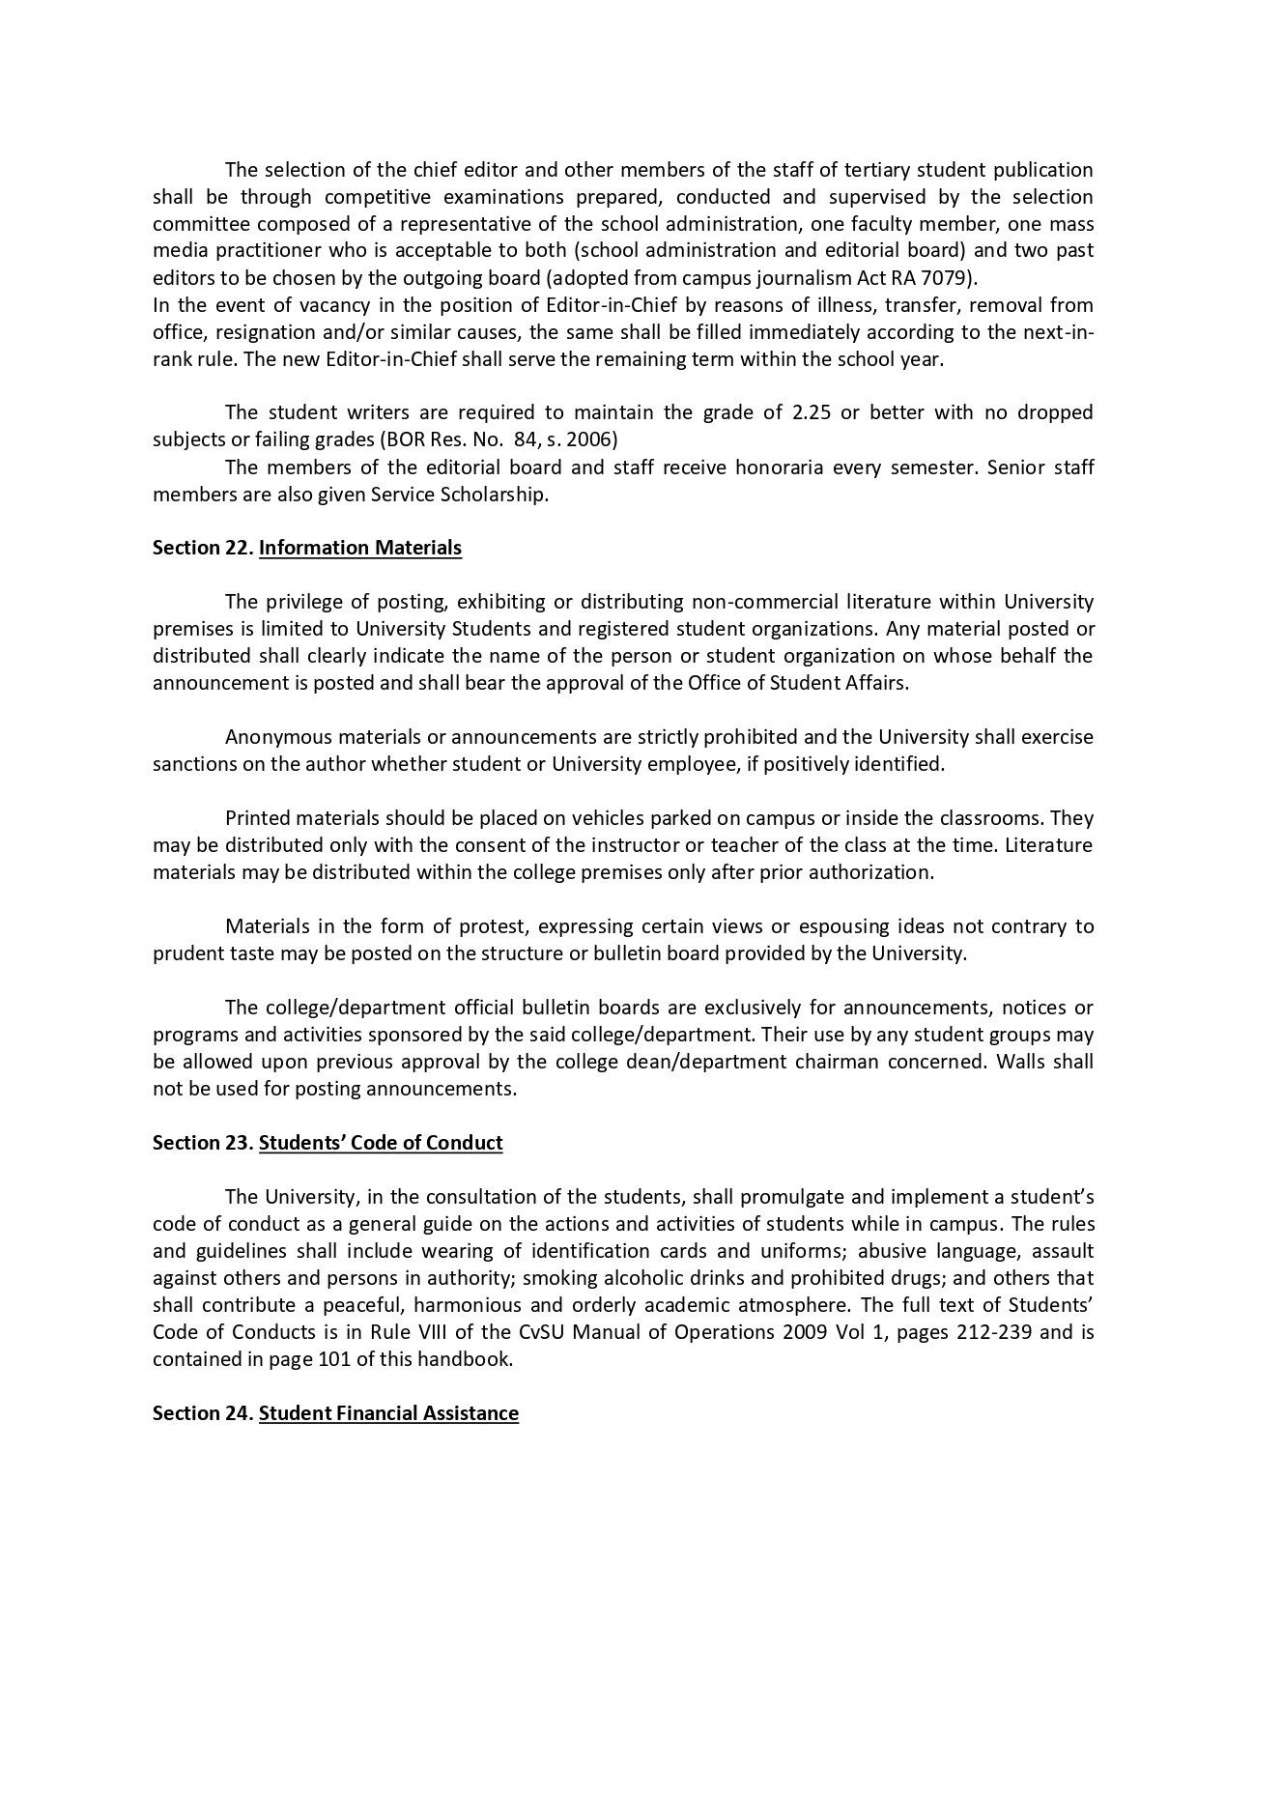 The selection of the chief editor and other members of the staff of tertiary student publication
shall be through competitive examinations prepared, conducted and supervised by the selection
committee composed of a representative of the school administration, one faculty member, one mass
media practitioner who is acceptable to both (school administration and editorial board) and two past
editors to be chosen by the outgoing board (adopted from campus journalism Act RA 7079).
In the event of vacancy in the position of Editor-in-Chief by reasons of illness, transfer, removal from
office, resignation and/or similar causes, the same shall be filled immediately according to the next-in-
rank rule. The new Editor-in-Chief shall serve the remaining term within the school year.
The student writers are required to maintain the grade of 2.25 or better with no dropped
subjects or failing grades (BOR Res. No.  84, s. 2006)
The members of the editorial board and staff receive honoraria every semester. Senior staff
members are also given Service Scholarship.
Section 22. Information Materials
The privilege of posting, exhibiting or distributing non-commercial literature within University
premises is limited to University Students and registered student organizations. Any material posted or
distributed shall clearly indicate the name of the person or student organization on whose behalf the
announcement is posted and shall bear the approval of the Office of Student Affairs.
Anonymous materials or announcements are strictly prohibited and the University shall exercise
sanctions on the author whether student or University employee, if positively identified.
Printed materials should be placed on vehicles parked on campus or inside the classrooms. They
may be distributed only with the consent of the instructor or teacher of the class at the time. Literature
materials may be distributed within the college premises only after prior authorization.
Materials in the form of protest, expressing certain views or espousing ideas not contrary to
prudent taste may be posted on the structure or bulletin board provided by the University.
The college/department official bulletin boards are exclusively for announcements, notices or
programs and activities sponsored by the said college/department. Their use by any student groups may
be allowed upon previous approval by the college dean/department chairman concerned. Walls shall
not be used for posting announcements.
Section 23. Students’ Code of Conduct
The University, in the consultation of the students, shall promulgate and implement a student’s
code of conduct as a general guide on the actions and activities of students while in campus. The rules
and guidelines shall include wearing of identification cards and uniforms; abusive language, assault
against others and persons in authority; smoking alcoholic drinks and prohibited drugs; and others that
shall contribute a peaceful, harmonious and orderly academic atmosphere. The full text of Students’
Code of Conducts is in Rule VIII of the CvSU Manual of Operations 2009 Vol 1, pages 212-239 and is
contained in page 101 of this handbook.
Section 24. Student Financial Assistance